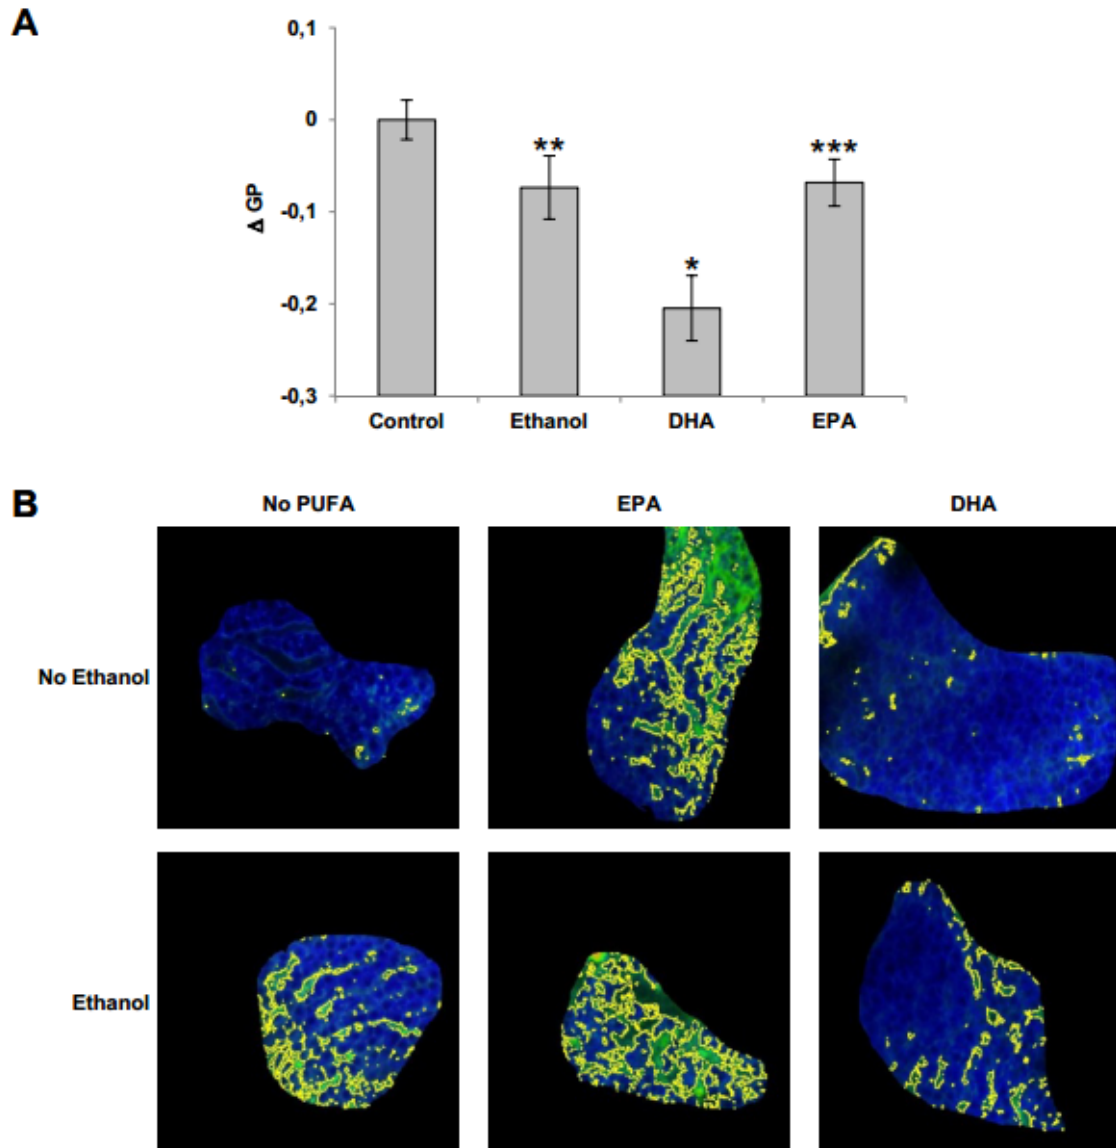 A
0,1
0
-0,1
-0,2
-0,3
Δ GP
**
*
***
Control Ethanol DHA EPA
B
No PUFA EPA DHA
No Ethanol
Ethanol